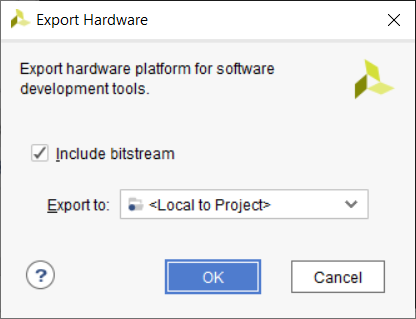 Export Hardware
Export hardware platform for software
development tools.
Include bitstream
Export to: <Local to Project>
?
OK Cancel